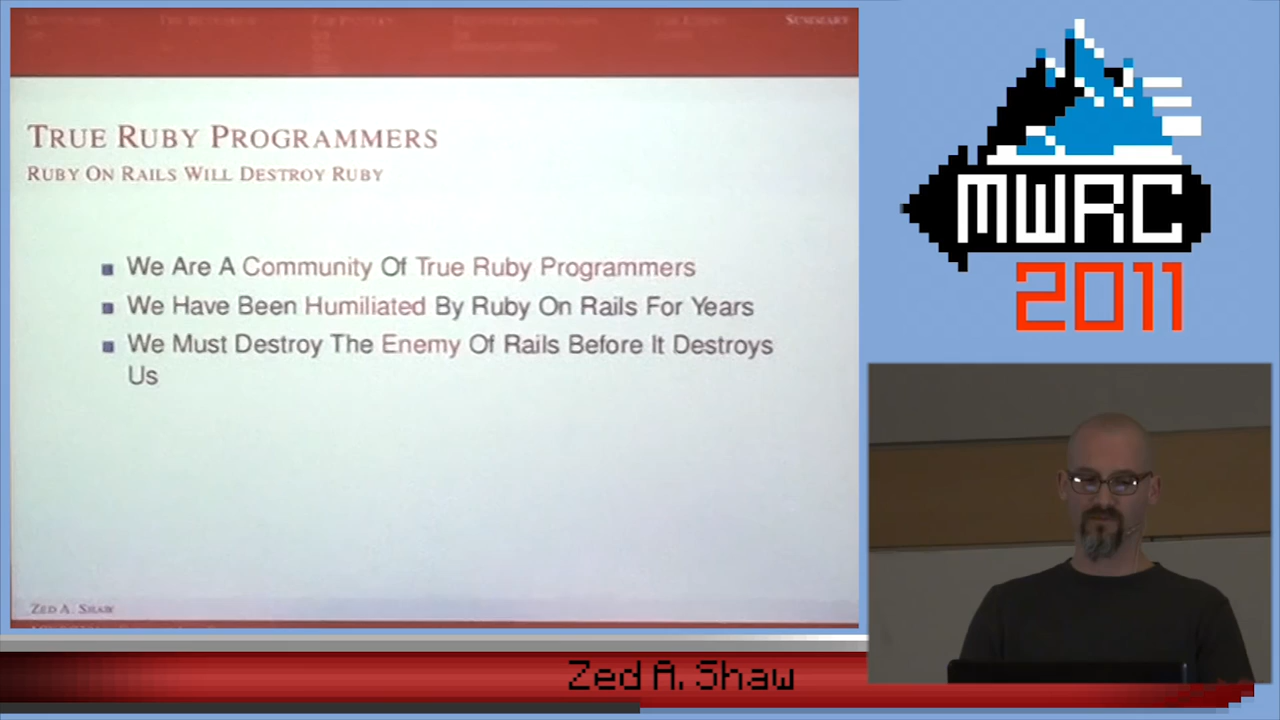 SUMMARY
TRUE RUBY PROGRAMMERS
RUBY ON RAILS WILL DESTROY RUBY
We Are A Community Of True Ruby Programmers
We Have Been Humiliated By Ruby On Rails For Years
We Must Destroy The Enemy Of Rails Before It Destroys
Us
ZED A. SHAW
MWRC
2011
Zed A. Shaw